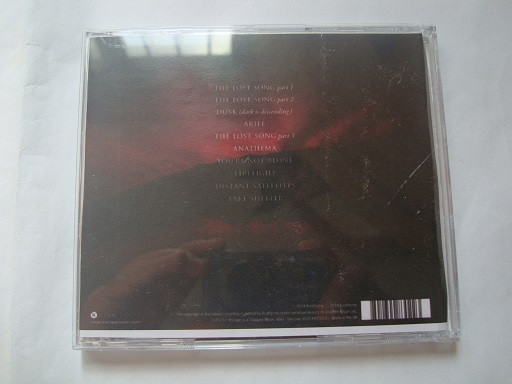 THE LOST SONG part 1
THE LOST SONG part 2
DUSK (dark is descending)
ARIEL
THE LOST SONG part 3
ANATHEMA
YOU'RE NOT ALONE
FIRELIGHT
DISTANT SATELLITES
TAKE SHELTER